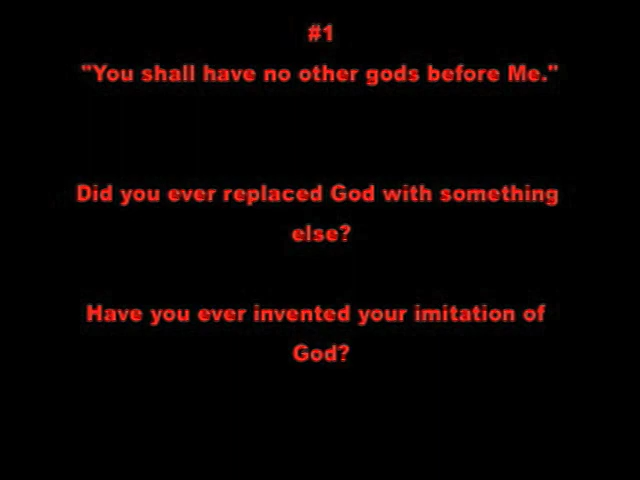 #1
"You shall have no other gods before Me."
Did you ever replaced God with something
else?
Have you ever invented your imitation of
God?